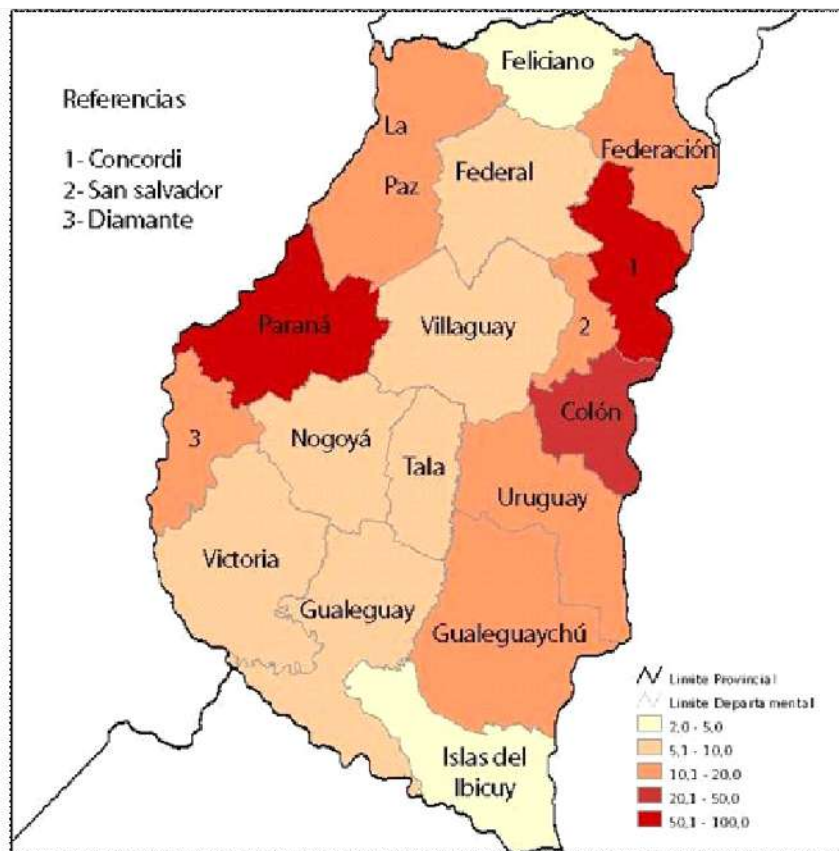 Referencias
1- Concordi
2- San salvador
3- Diamante
Feliciano
La
Paz
Federal
Federación
1
Paraná
Villaguay
2
Colón
3
Nogoyá
Tala
Uruguay
Victoria
Gualeguay
Gualeguaychú
Islas del
Ibicuy
Limite Provincial
Limite Departamental
2,0 - 5,0
5,1 - 10,0
10,1 - 20,0
20,1 - 50,0
50,1 - 100,0